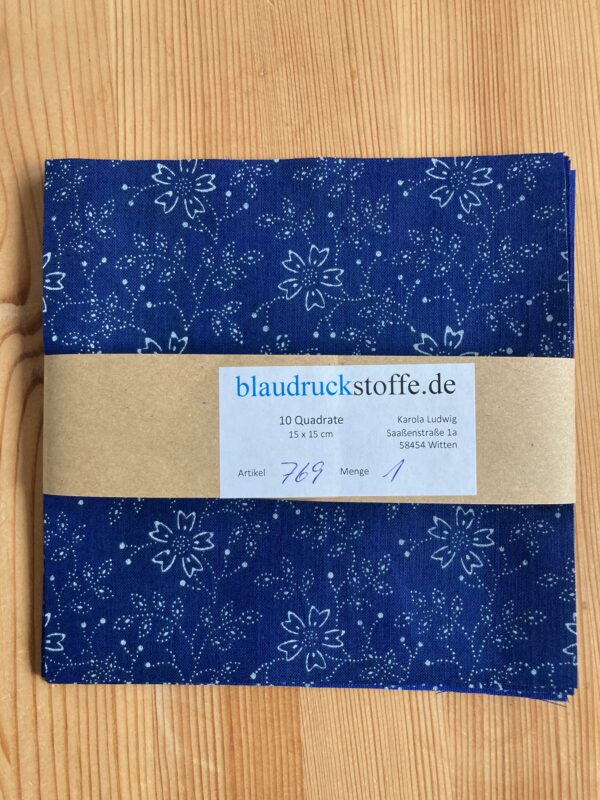 blaudruckstoffe.de
10 Quadrate
15 x 15 cm
Karola Ludwig
Saaßenstraße 1a
58454 Witten
Artikel 769 Menge 1